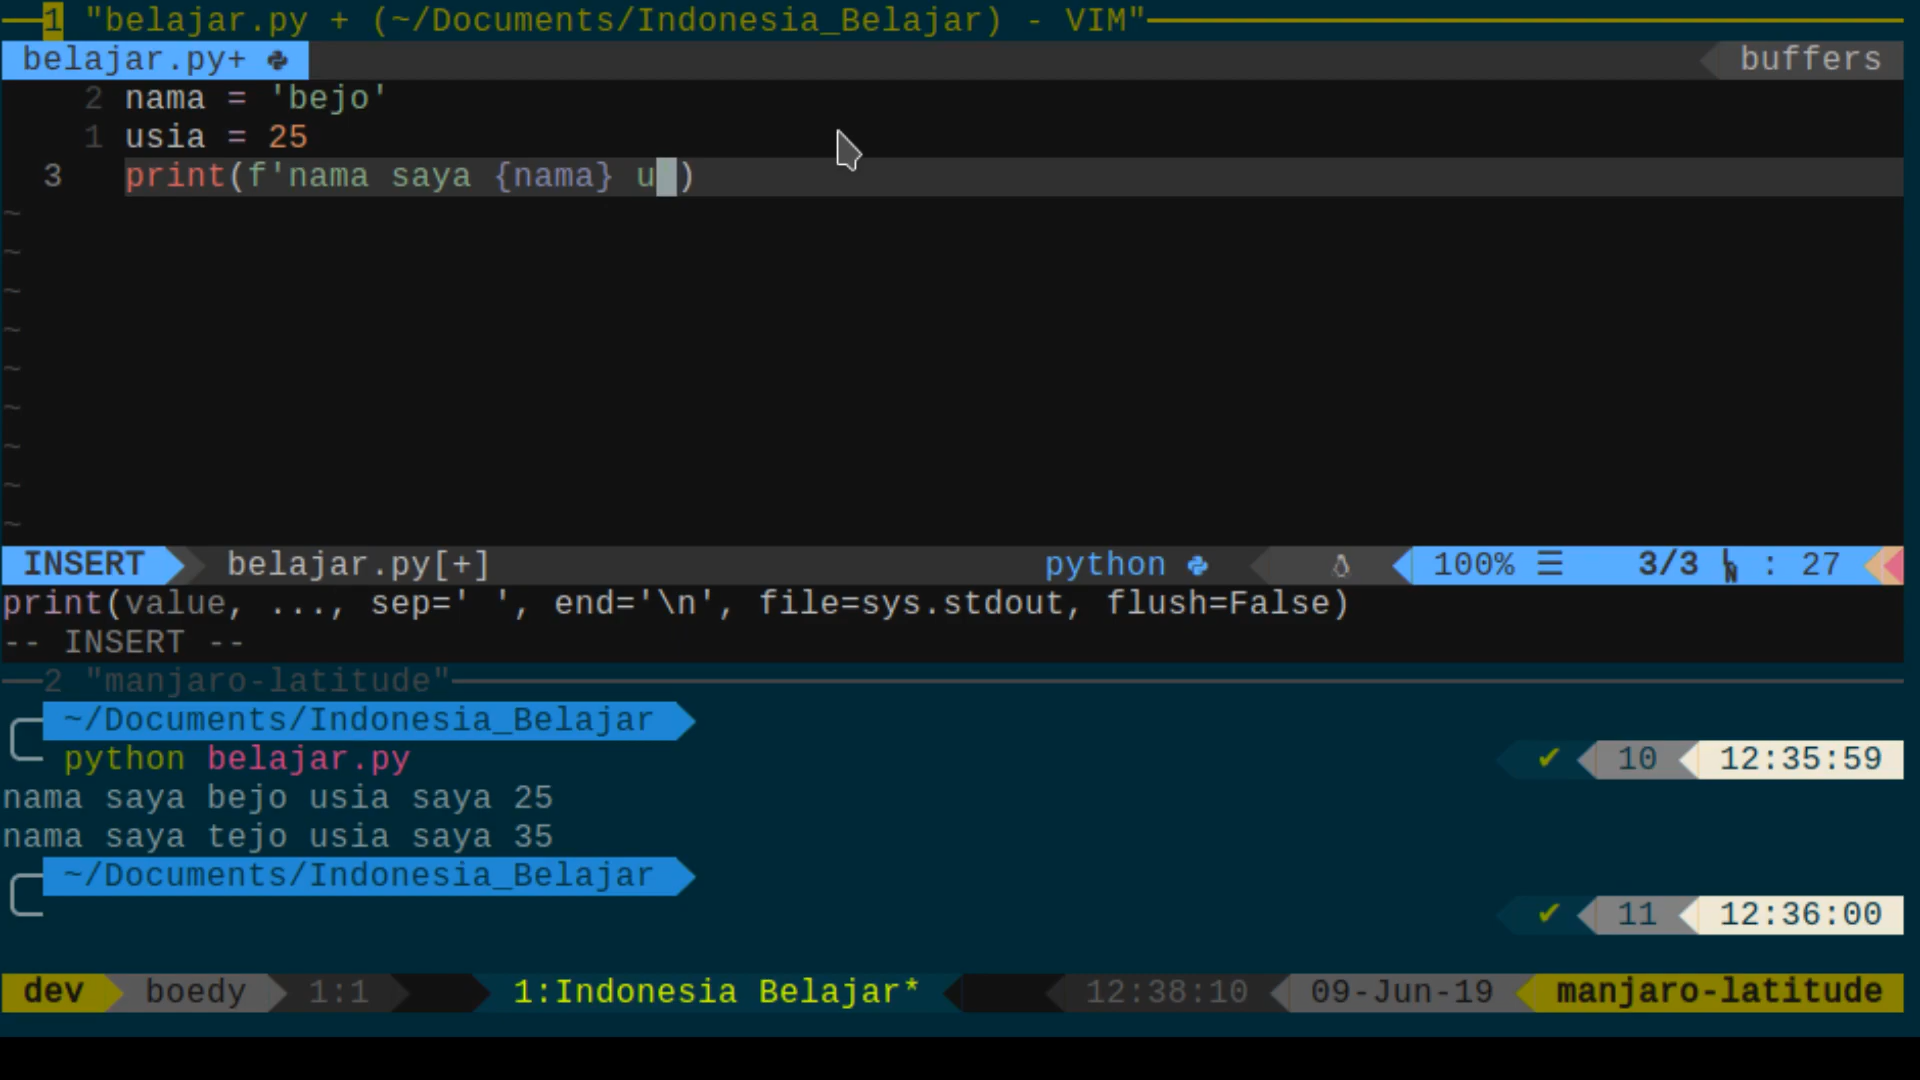 1 "belajar.py + (~/Documents/Indonesia_Belajar) - VIM"
belajar.py+ buffers
2 nama = 'bejo'
1 usia = 25
3 print(f'nama saya {nama} u )
~
~
~
~
~
~
~
~
~
INSERT belajar.py[+] python 100% ☰ 3/3 : 27
print(value, ..., sep=' ', end='\n', file=sys.stdout, flush=False)
-- INSERT --
2 "manjaro-latitude"
~/Documents/Indonesia_Belajar
python belajar.py ✔ 10 12:35:59
nama saya bejo usia saya 25
nama saya tejo usia saya 35
~/Documents/Indonesia_Belajar
✔ 11 12:36:00
dev boedy 1:1 1:Indonesia Belajar* 12:38:10 09-Jun-19 manjaro-latitude